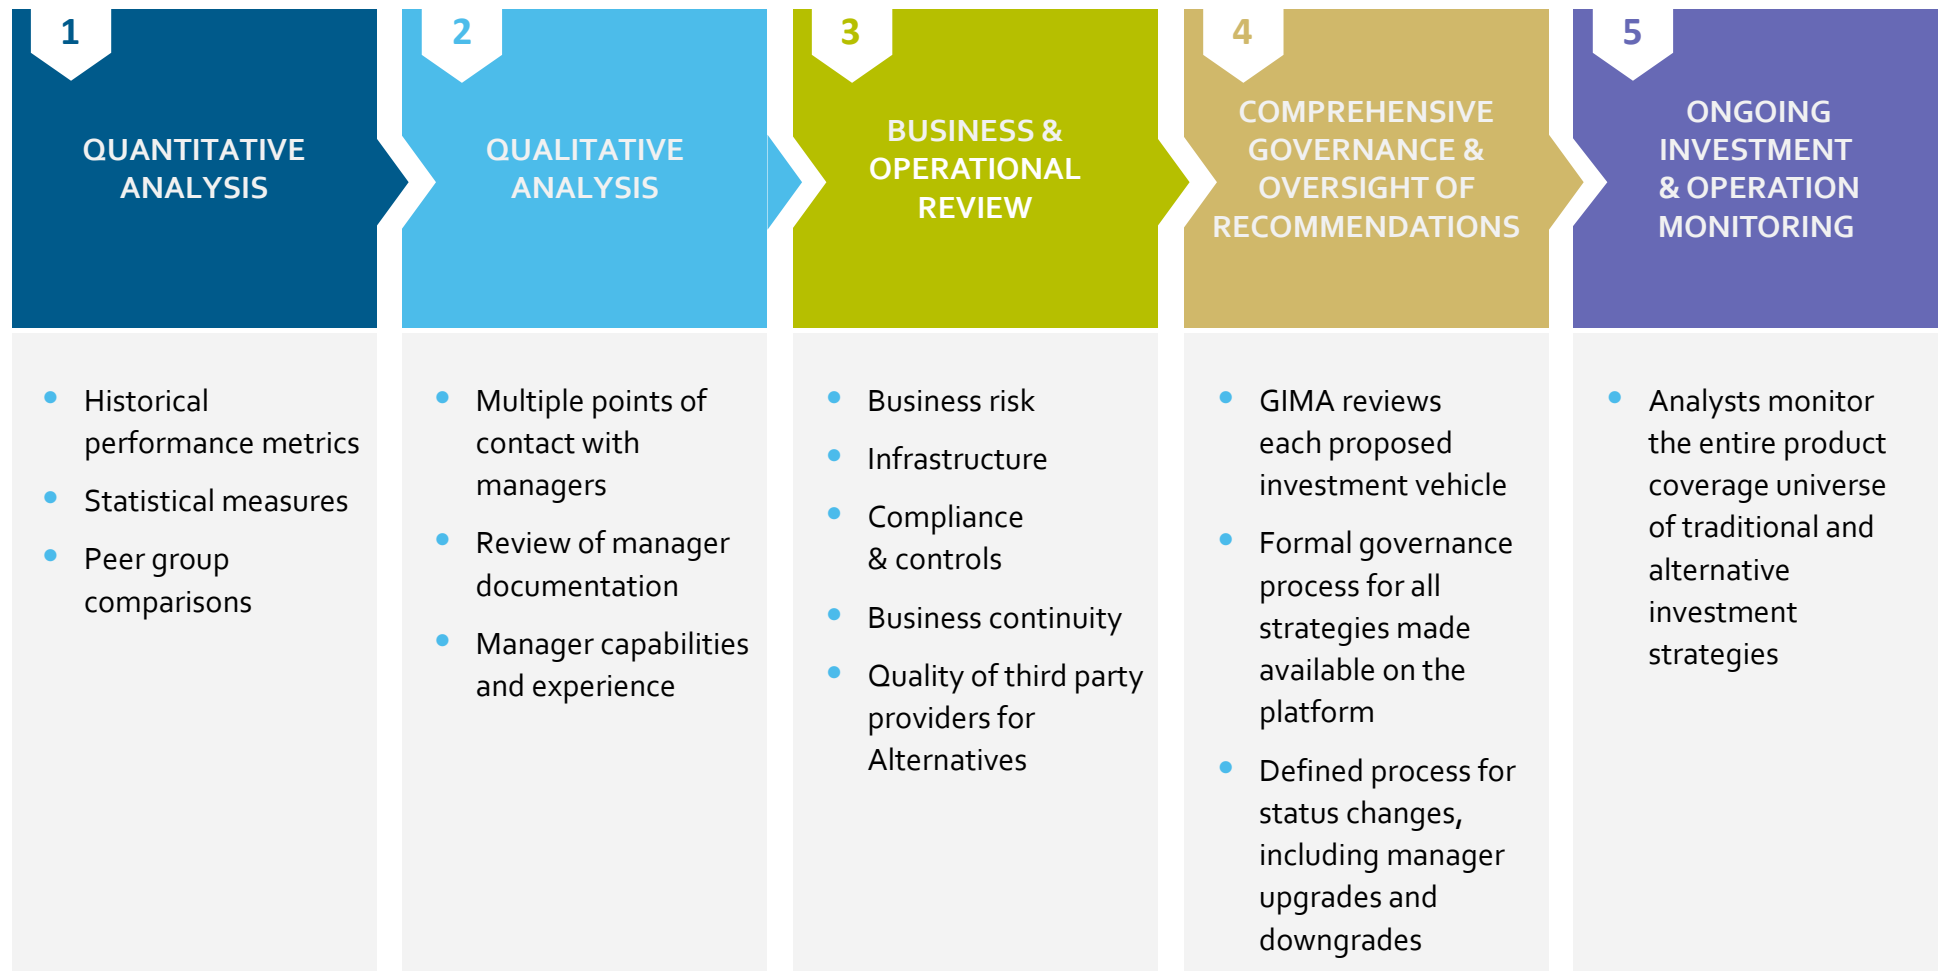 1
QUANTITATIVE
ANALYSIS
• Historical
performance metrics
• Statistical measures
• Peer group
comparisons
2
QUALITATIVE
ANALYSIS
• Multiple points of
contact with
managers
• Review of manager
documentation
• Manager capabilities
and experience
3
BUSINESS &
OPERATIONAL
REVIEW
• Business risk
• Infrastructure
• Compliance
& controls
• Business continuity
• Quality of third party
providers for
Alternatives
4
COMPREHENSIVE
GOVERNANCE &
OVERSIGHT OF
RECOMMENDATIONS
• GIMA reviews
each proposed
investment vehicle
• Formal governance
process for all
strategies made
available on the
platform
• Defined process for
status changes,
including manager
upgrades and
downgrades
5
ONGOING
INVESTMENT
& OPERATION
MONITORING
• Analysts monitor
the entire product
coverage universe
of traditional and
alternative
investment
strategies